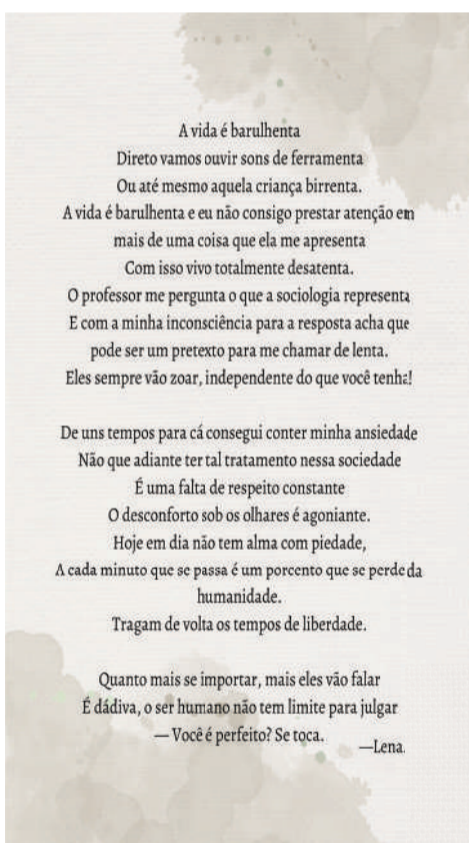 A vida é barulhenta
Direto vamos ouvir sons de ferramenta
Ou até mesmo aquela criança birrenta.
A vida é barulhenta e eu não consigo prestar atenção em
mais de uma coisa que ela me apresenta
Com isso vivo totalmente desatenta.
O professor me pergunta o que a sociologia representa
E com a minha inconsciência para a resposta acha que
pode ser um pretexto para me chamar de lenta.
Eles sempre vão zoar, independente do que você tenha!
De uns tempos para cá consegui conter minha ansiedade
Não que adiante ter tal tratamento nessa sociedade
É uma falta de respeito constante
O desconforto sob os olhares é agoniante.
Hoje em dia não tem alma com piedade,
A cada minuto que se passa é um porcento que se perde da
humanidade.
Tragam de volta os tempos de liberdade.
Quanto mais se importar, mais eles vão falar
É dádiva, o ser humano não tem limite para julgar
— Você é perfeito? Se toca.
—Lena.